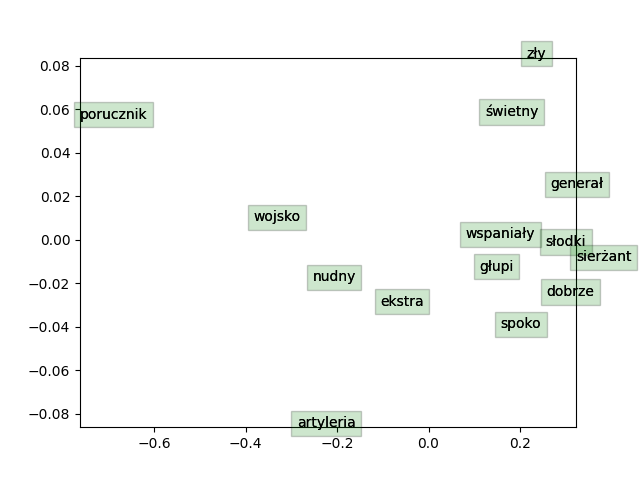 zły
0.08
0.06
porucznik
świetny
0.04
generał
0.02
wojsko
wspaniały
0.00
słodki
sierżant
głupi
nudny
−0.02
dobrze
ekstra
spoko
−0.04
−0.06
−0.08
artyleria
−0.6 −0.4 −0.2 0.0 0.2